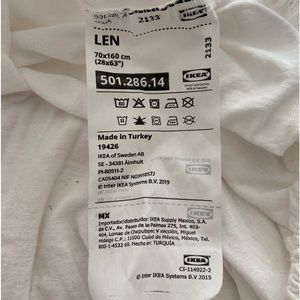 2133
LEN
70x160 cm
(28x63")
501.286.14
IKEA
2133
Made in Turkey
19426
IKEA of Sweden AB
SE - 34381 Älmhult
PI-80511-2
© Inter IKEA Systems B.V. 2019
MX
Importador/distribuidor: IKEA Supply Mexico, S.A.
de C.V., Av. Paseo de la Palmas 275, Int. 403-
404, Lomas de Chapultepec V sección, Miguel
Hidalgo C.P.: 11000 Ciudad de México, México, Tel:
Hecho en: TURQUÍA
IKEA
CI-114922-2
© Inter IKEA Systems B.V 2015